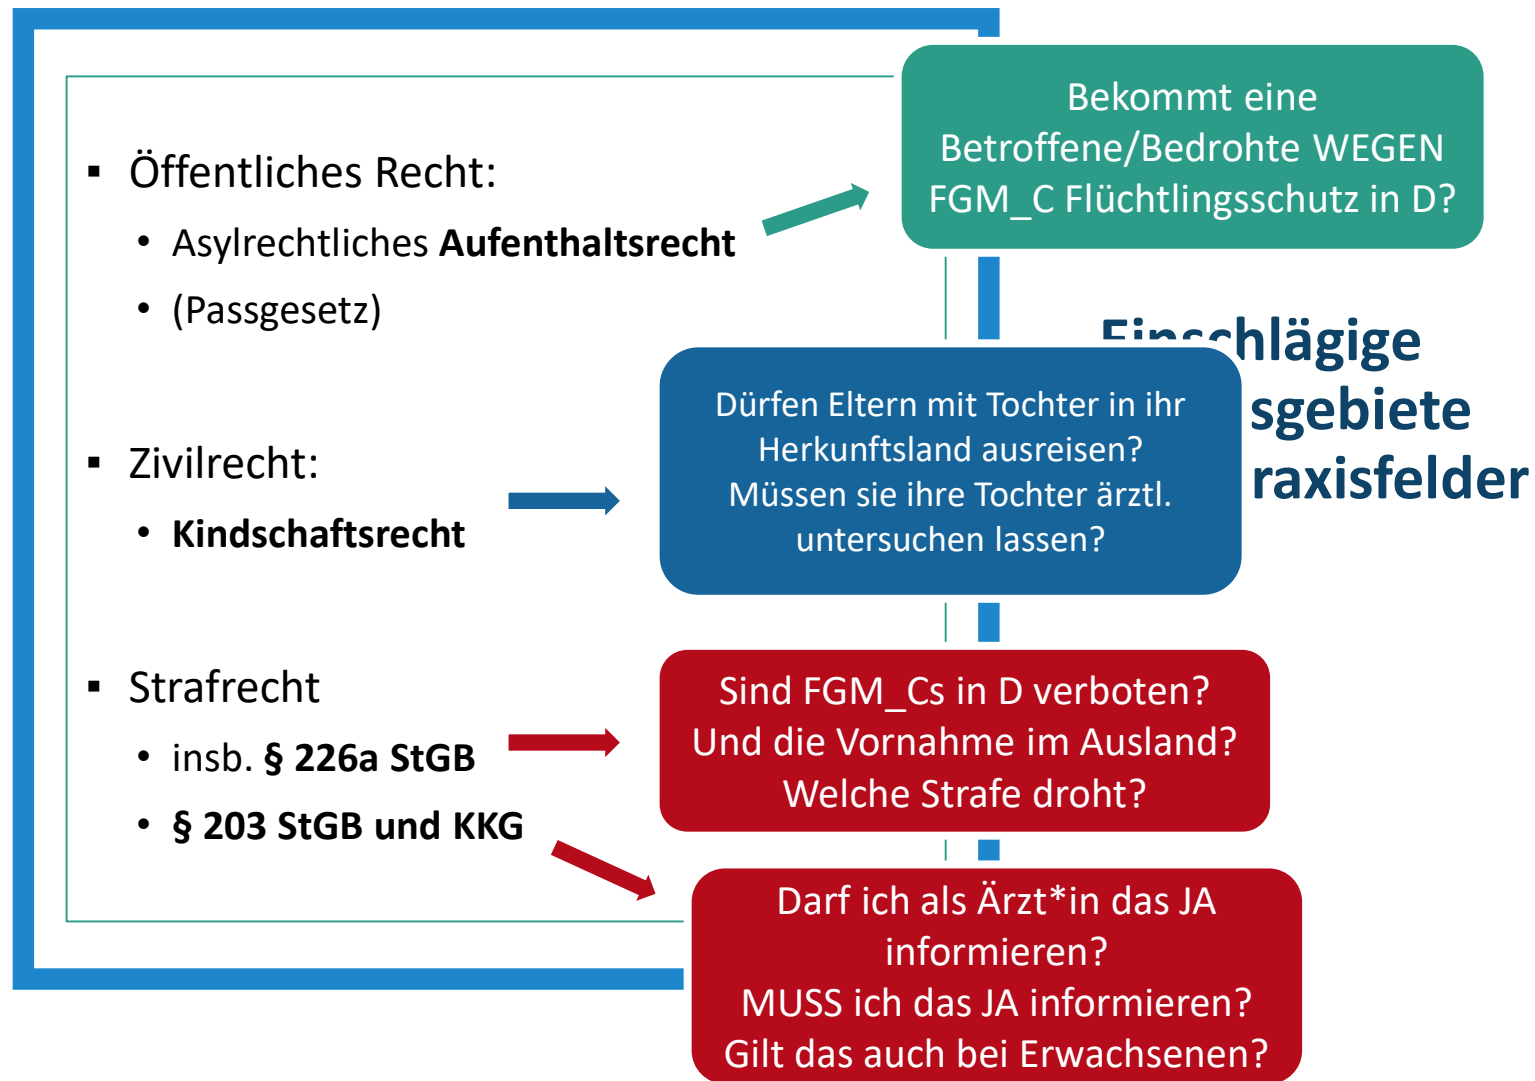 Öffentliches Recht:
Asylrechtliches Aufenthaltsrecht
(Passgesetz)
Zivilrecht:
Kindschaftsrecht
Strafrecht
insb. § 226a StGB
§ 203 StGB und KKG
Bekommt eine
Betroffene/Bedrohte WEGEN
FGM_C Flüchtlingsschutz in D?
Einschlägige
sgebiete
raxisfelder
Dürfen Eltern mit Tochter in ihr
Herkunftsland ausreisen?
Müssen sie ihre Tochter ärztl.
untersuchen lassen?
Sind FGM_Cs in D verboten?
Und die Vornahme im Ausland?
Welche Strafe droht?
Darf ich als Ärzt*in das JA
informieren?
MUSS ich das JA informieren?
Gilt das auch bei Erwachsenen?